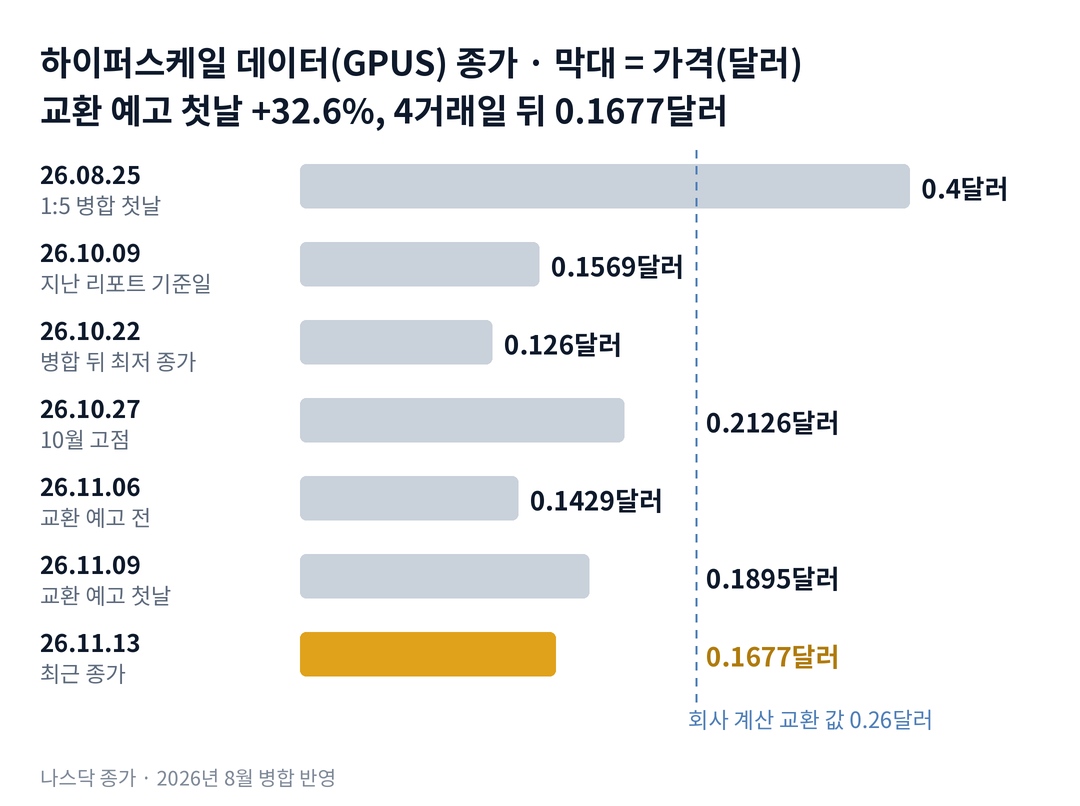 하이퍼스케일 데이터(GPUS) 종가 · 막대 = 가격(달러)
교환 예고 첫날 +32.6%, 4거래일 뒤 0.1677달러
26.08.25
1:5 병합 첫날
0.4달러
26.10.09
지난 리포트 기준일
0.1569달러
26.10.22
병합 뒤 최저 종가
0.126달러
26.10.27
10월 고점
0.2126달러
26.11.06
교환 예고 전
0.1429달러
26.11.09
교환 예고 첫날
0.1895달러
26.11.13
최근 종가
0.1677달러
회사 계산 교환 값 0.26달러
나스닥 종가 · 2026년 8월 병합 반영